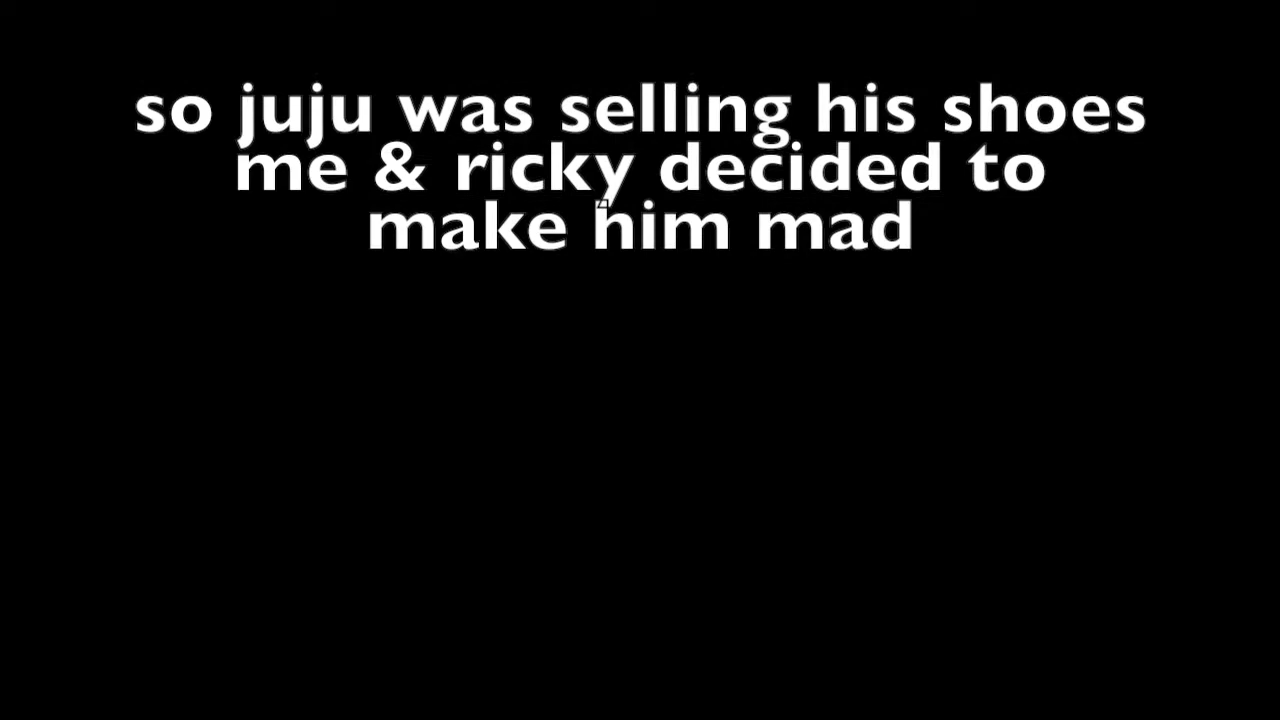 so juju was selling his shoes
me & ricky decided to
make him mad